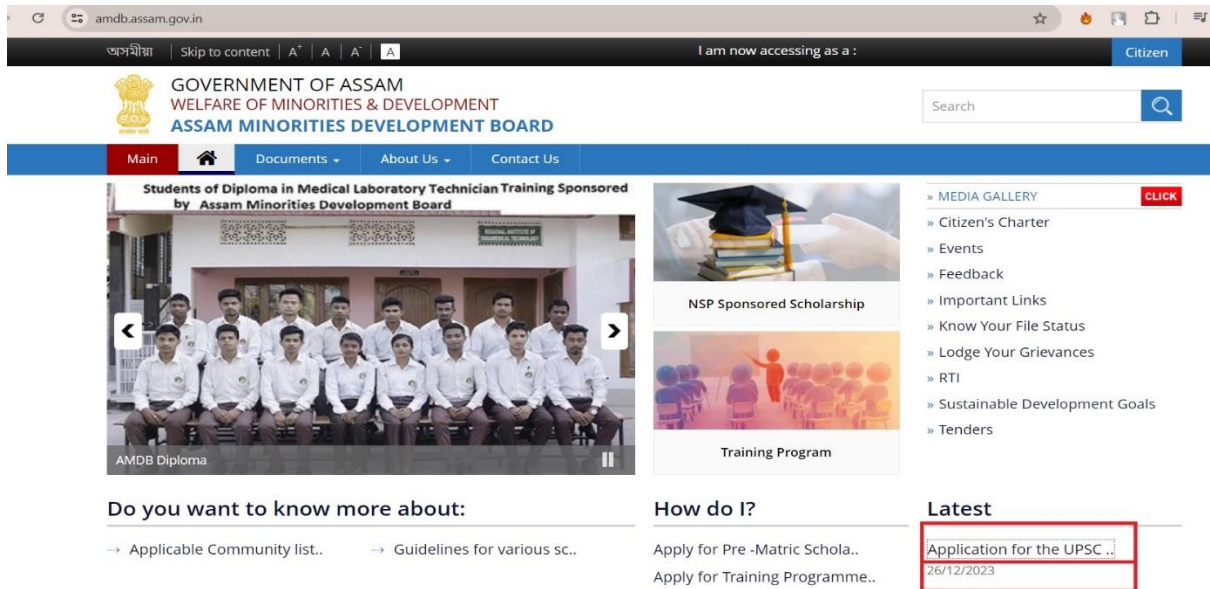 amdb.assam.gov.in
অসমীয়া | Skip to content | A+ | A | A- | A
I am now accessing as a :
Citizen
GOVERNMENT OF ASSAM
WELFARE OF MINORITIES & DEVELOPMENT
ASSAM MINORITIES DEVELOPMENT BOARD
Search
Main
Documents
About Us
Contact Us
Students of Diploma in Medical Laboratory Technician Training Sponsored
by Assam Minorities Development Board
AMDB Diploma
NSP Sponsored Scholarship
Training Program
» MEDIA GALLERY
CLICK
» Citizen's Charter
» Events
» Feedback
» Important Links
» Know Your File Status
» Lodge Your Grievances
» RTI
» Sustainable Development Goals
» Tenders
Do you want to know more about:
Applicable Community list..
Guidelines for various sc..
How do I?
Apply for Pre -Matric Schola..
Apply for Training Programme..
Latest
Application for the UPSC ..
26/12/2023